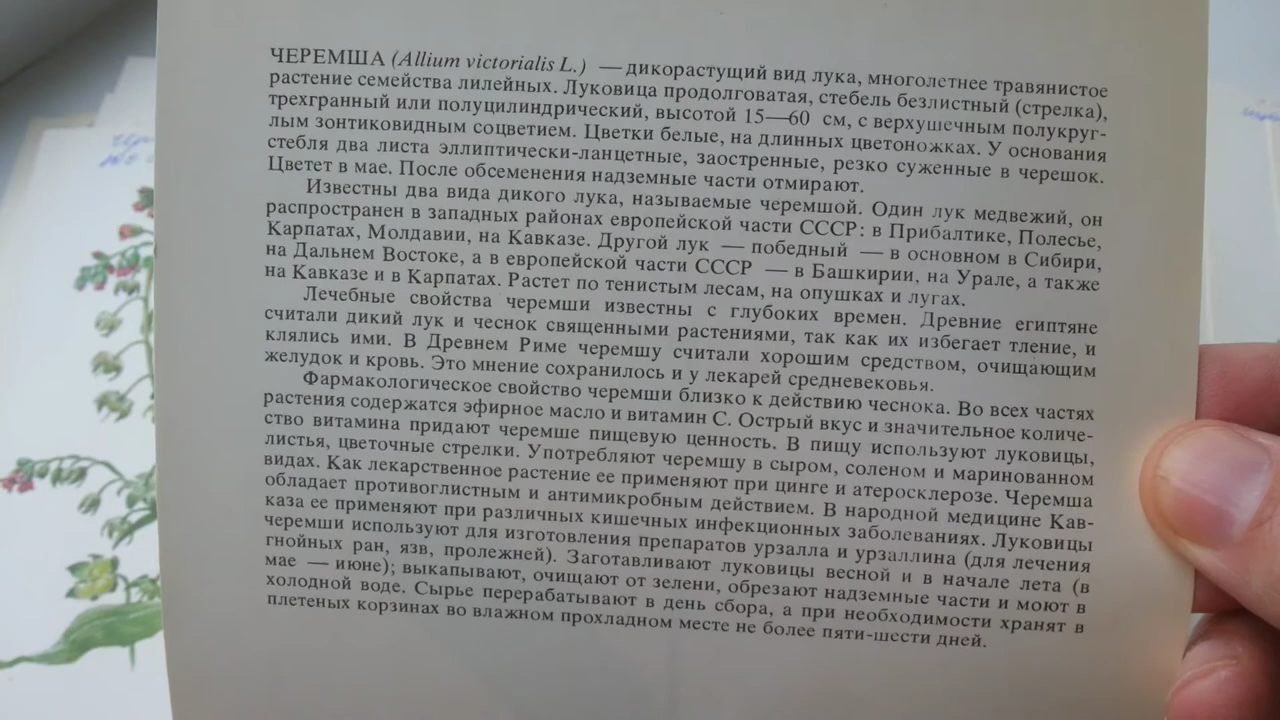 ЧЕРЕМША (Allium victorialis L.) — дикорастущий вид лука, многолетнее травянистое
растение семейства лилейных. Луковица продолговатая, стебель безлистный (стрелка),
трехгранный или полуцилиндрический, высотой 15—60 см, с верхушечным полукруг-
лым зонтиковидным соцветием. Цветки белые, на длинных цветоножках. У основания
стебля два листа эллиптически-ланцетные, заостренные, резко суженные в черешок.
Цветет в мае. После обсеменения надземные части отмирают.
Известны два вида дикого лука, называемые черемшой. Один лук медвежий, он
распространен в западных районах европейской части СССР: в Прибалтике, Полесье,
Карпатах, Молдавии, на Кавказе. Другой лук — победный — в основном в Сибири,
на Дальнем Востоке, а в европейской части СССР — в Башкирии, на Урале, а также
на Кавказе и в Карпатах. Растет по тенистым лесам, на опушках и лугах.
Лечебные свойства черемши известны с глубоких времен. Древние египтяне
считали дикий лук и чеснок священными растениями, так как их избегает тление, и
клялись ими. В Древнем Риме черемшу считали хорошим средством, очищающим
желудок и кровь. Это мнение сохранилось и у лекарей средневековья.
Фармакологическое свойство черемши близко к действию чеснока. Во всех частях
растения содержатся эфирное масло и витамин С. Острый вкус и значительное количе-
ство витамина придают черемше пищевую ценность. В пищу используют луковицы,
листья, цветочные стрелки. Употребляют черемшу в сыром, соленом и маринованном
видах. Как лекарственное растение ее применяют при цинге и атеросклерозе. Черемша
обладает противоглистным и антимикробным действием. В народной медицине Кав-
каза ее применяют при различных кишечных инфекционных заболеваниях. Луковицы
черемши используют для изготовления препаратов урзалла и урзаллина (для лечения
гнойных ран, язв, пролежней). Заготавливают луковицы весной и в начале лета (в
мае — июне); выкапывают, очищают от зелени, обрезают надземные части и моют в
холодной воде. Сырье перерабатывают в день сбора, а при необходимости хранят в
плетеных корзинах во влажном прохладном месте не более пяти-шести дней.